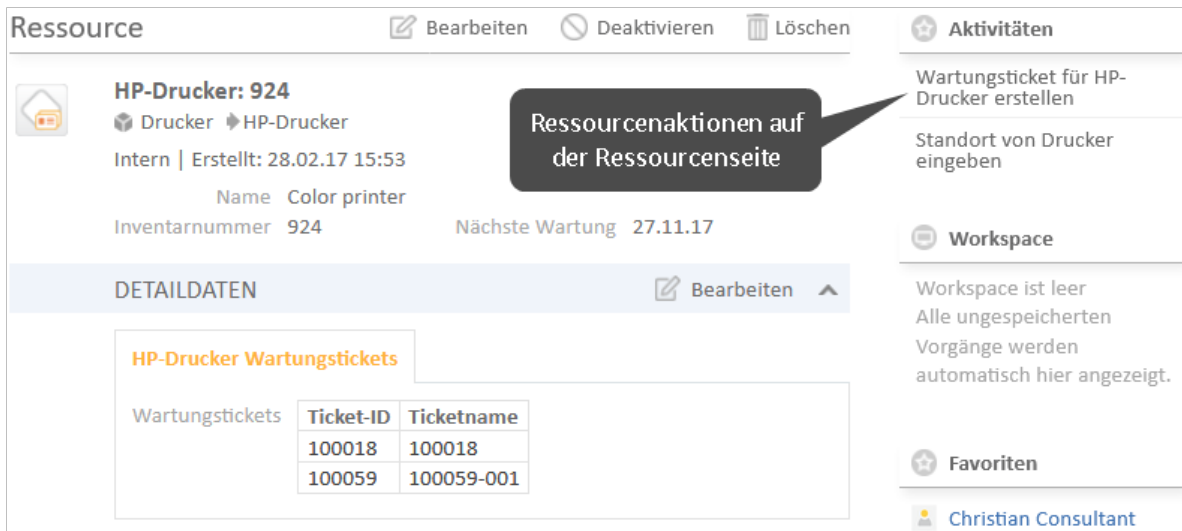 Ressource
Bearbeiten
Deaktivieren
Löschen
HP-Drucker: 924
Drucker HP-Drucker
Intern | Erstellt: 28.02.17 15:53
Name Color printer
Inventarnummer 924
Nächste Wartung 27.11.17
DETAILDATEN
Bearbeiten
HP-Drucker Wartungstickets
Wartungstickets
Ticket-ID Ticketname
100018 100018
100059 100059-001
Ressourcenaktionen auf
der Ressourcenseite
Aktivitäten
Wartungsticket für HP-
Drucker erstellen
Standort von Drucker
eingeben
Workspace
Workspace ist leer
Alle ungespeicherten
Vorgänge werden
automatisch hier angezeigt.
Favoriten
Christian Consultant